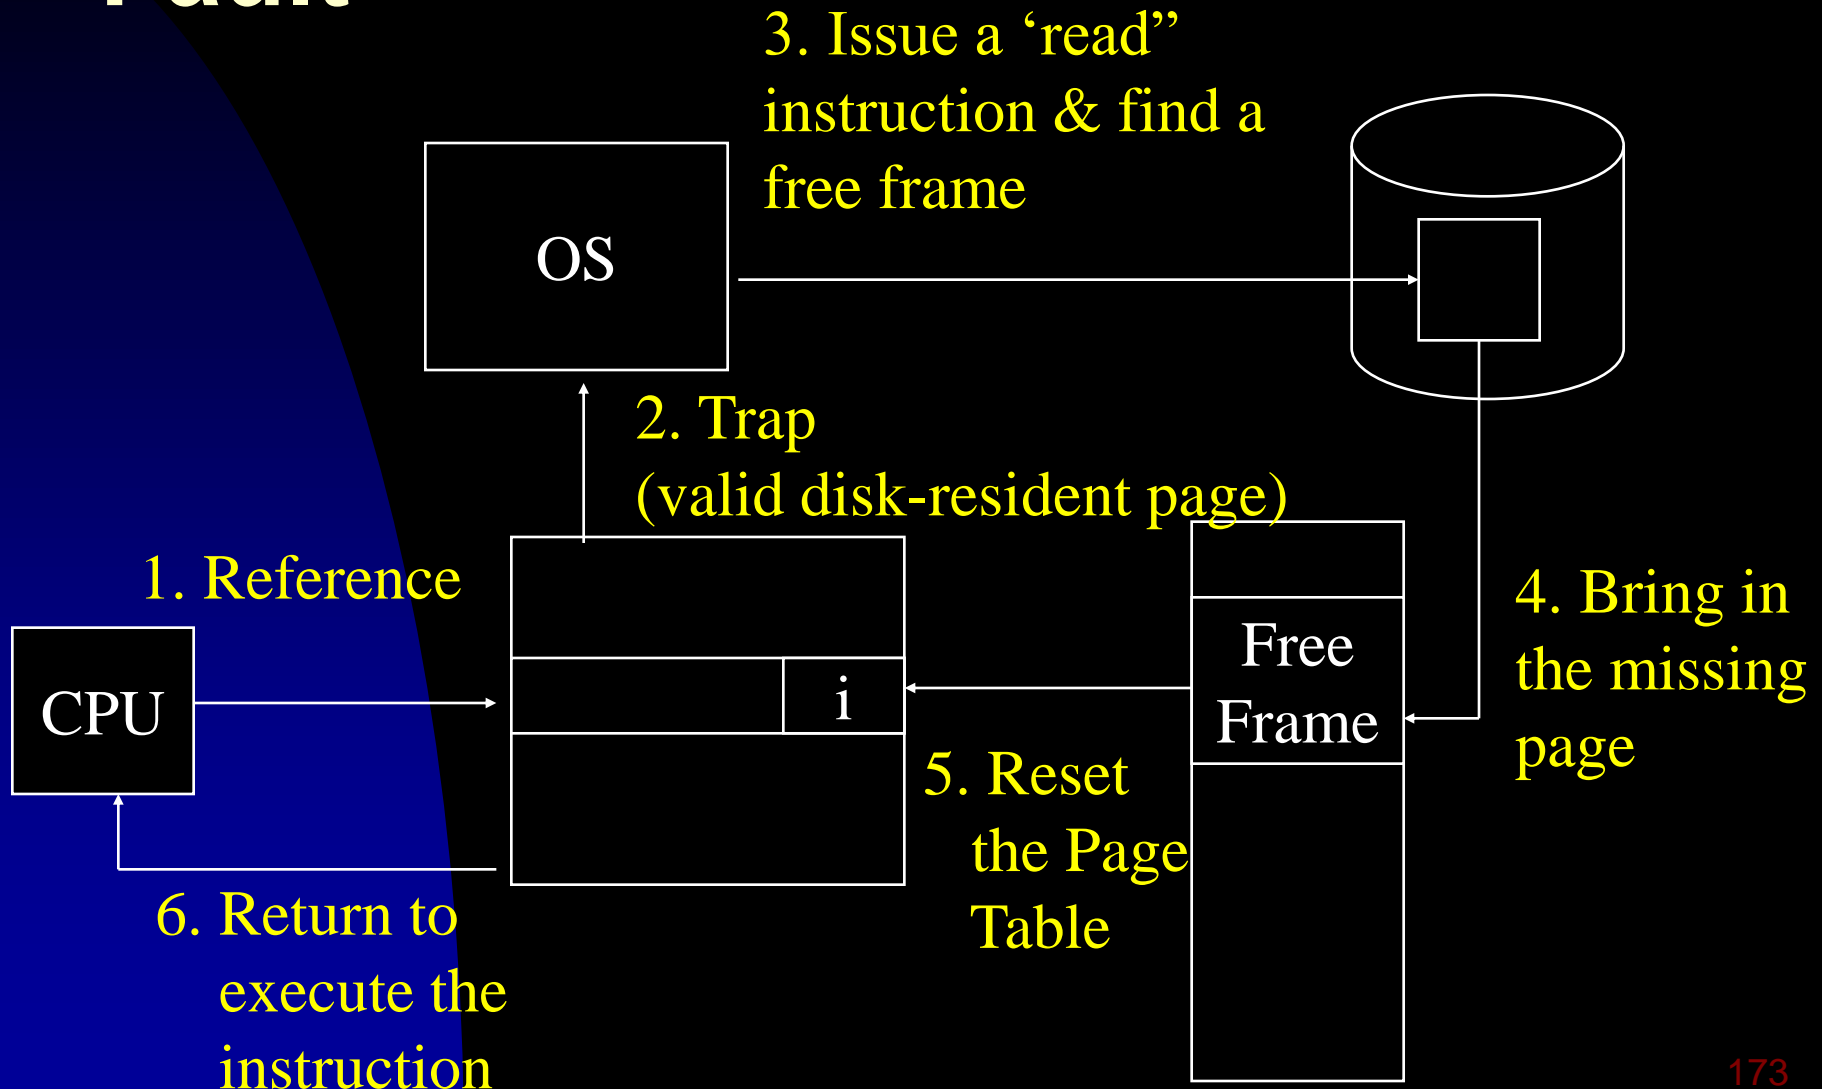 Fault
3. Issue a ‘read”
instruction & find a
free frame
OS
2. Trap
(valid disk-resident page)
1. Reference
CPU
i
Free
Frame
4. Bring in
the missing
page
5. Reset
the Page
Table
6. Return to
execute the
instruction
173